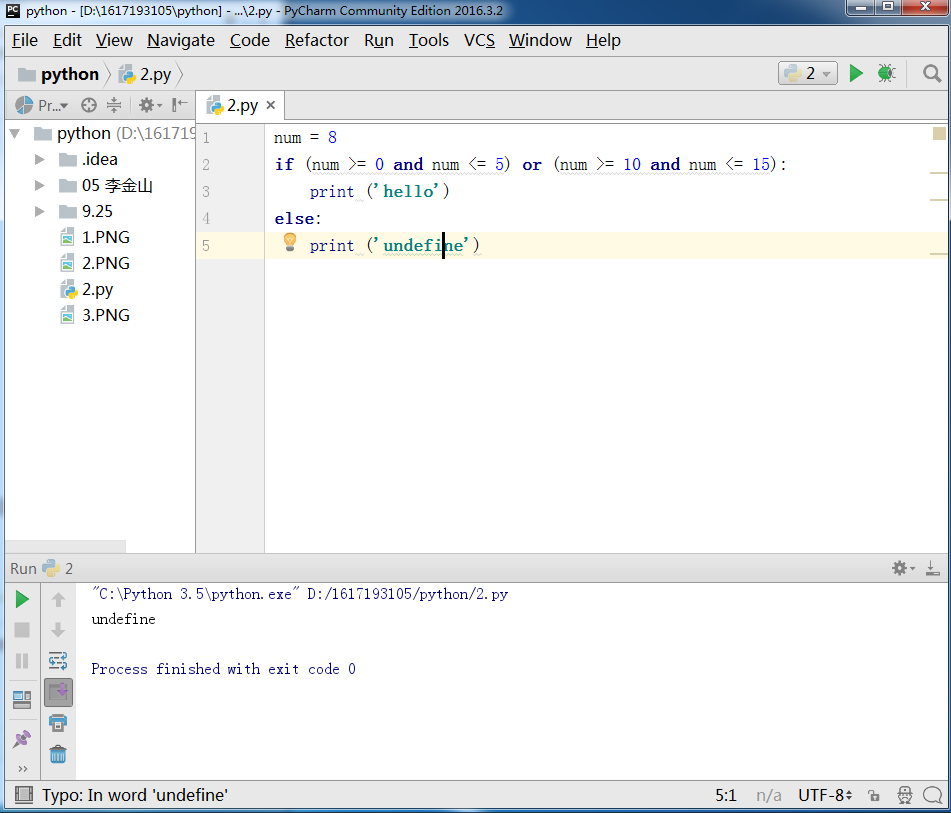 python - [D:\1617193105\python] - ...\2.py - PyCharm Community Edition 2016.3.2
File Edit View Navigate Code Refactor Run Tools VCS Window Help
python 2.py 2
Pr... 2.py
python (D:\161719
.idea
05 李金山
9.25
1.PNG
2.PNG
2.py
3.PNG
1 num = 8
2 if (num >= 0 and num <= 5) or (num >= 10 and num <= 15):
3 print ('hello')
4 else:
5 print ('undefine')
Run 2
"C:\Python 3.5\python.exe" D:/1617193105/python/2.py
undefine
Process finished with exit code 0
Typo: In word 'undefine' 5:1 n/a UTF-8